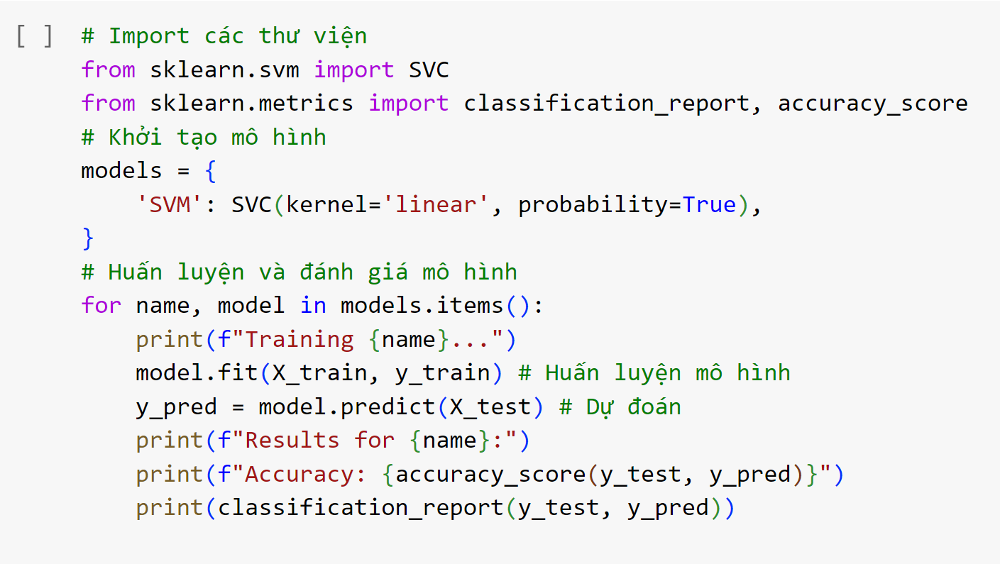 [ ] # Import các thư viện
from sklearn.svm import SVC
from sklearn.metrics import classification_report, accuracy_score
# Khởi tạo mô hình
models = {
    'SVM': SVC(kernel='linear', probability=True),
}
# Huấn luyện và đánh giá mô hình
for name, model in models.items():
    print(f"Training {name}...")
    model.fit(X_train, y_train) # Huấn luyện mô hình
    y_pred = model.predict(X_test) # Dự đoán
    print(f"Results for {name}:")
    print(f"Accuracy: {accuracy_score(y_test, y_pred)}")
    print(classification_report(y_test, y_pred))